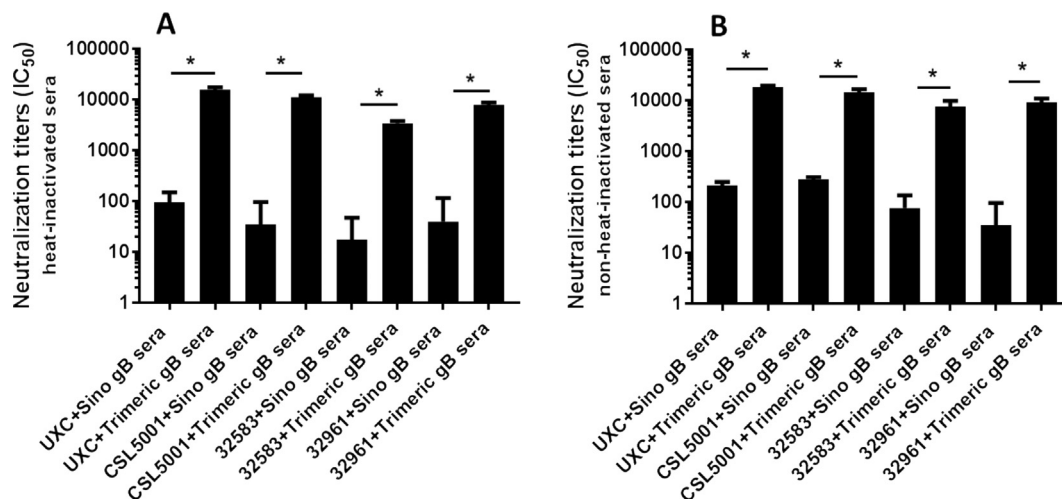 A
Neutralization titers (IC50)
heat-inactivated sera
100000
10000
1000
100
10
1
*
*
*
*
UXC+Sino gB sera
UXC+Trimeric gB sera
CSL5001+Sino gB sera
CSL5001+Trimeric gB sera
32583+Sino gB sera
32583+Trimeric gB sera
32961+Sino gB sera
32961+Trimeric gB sera
B
Neutralization titers (IC50)
non-heat-inactivated sera
100000
10000
1000
100
10
1
*
*
*
*
UXC+Sino gB sera
UXC+Trimeric gB sera
CSL5001+Sino gB sera
CSL5001+Trimeric gB sera
32583+Sino gB sera
32583+Trimeric gB sera
32961+Sino gB sera
32961+Trimeric gB sera